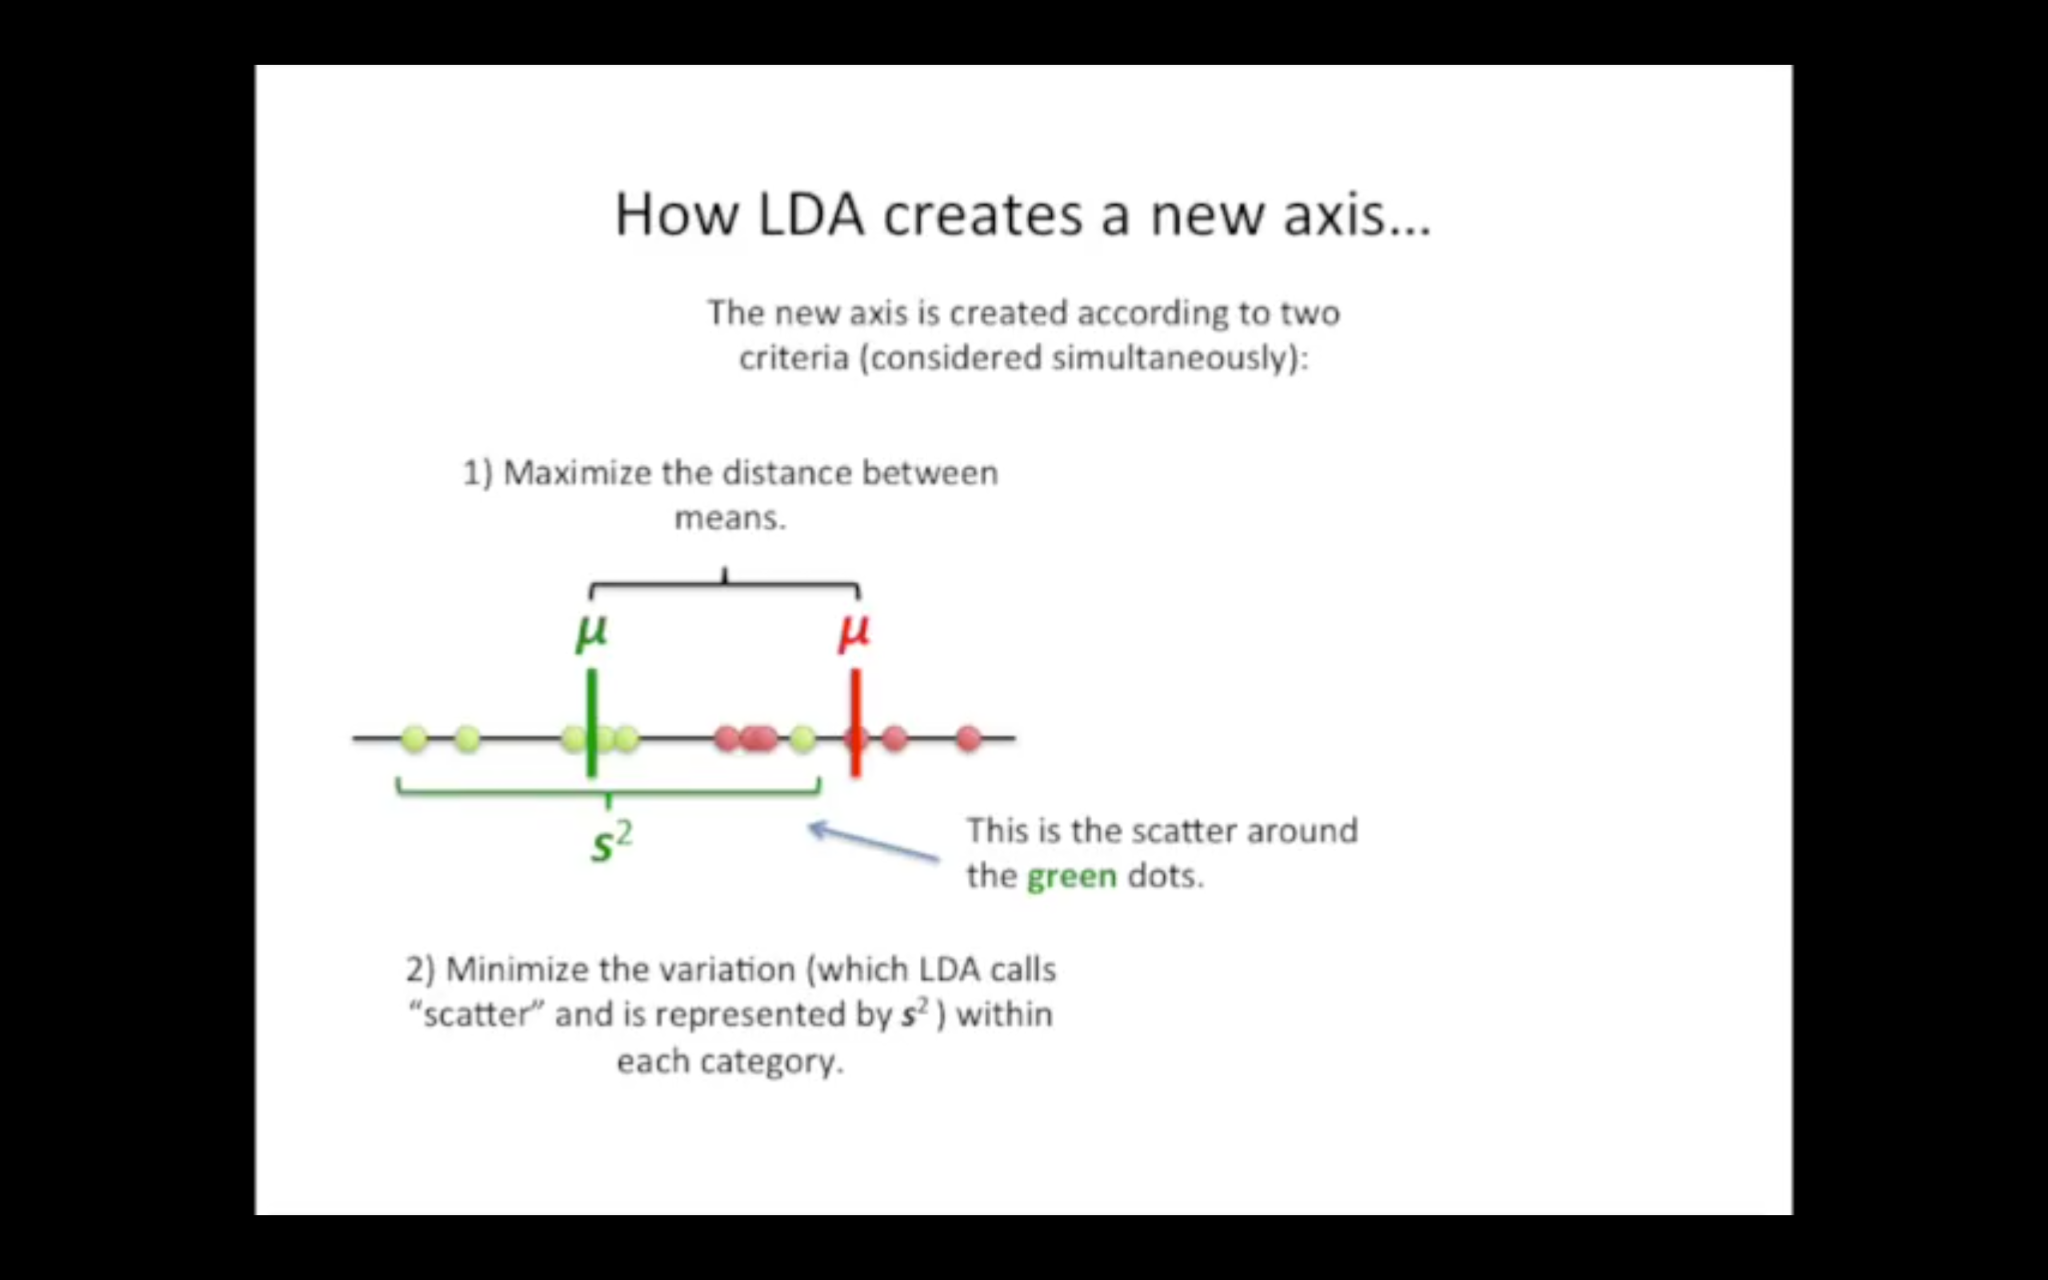 How LDA creates a new axis...
The new axis is created according to two
criteria (considered simultaneously):
1) Maximize the distance between
means.
μ μ
s²
This is the scatter around
the green dots.
2) Minimize the variation (which LDA calls
“scatter” and is represented by s² ) within
each category.